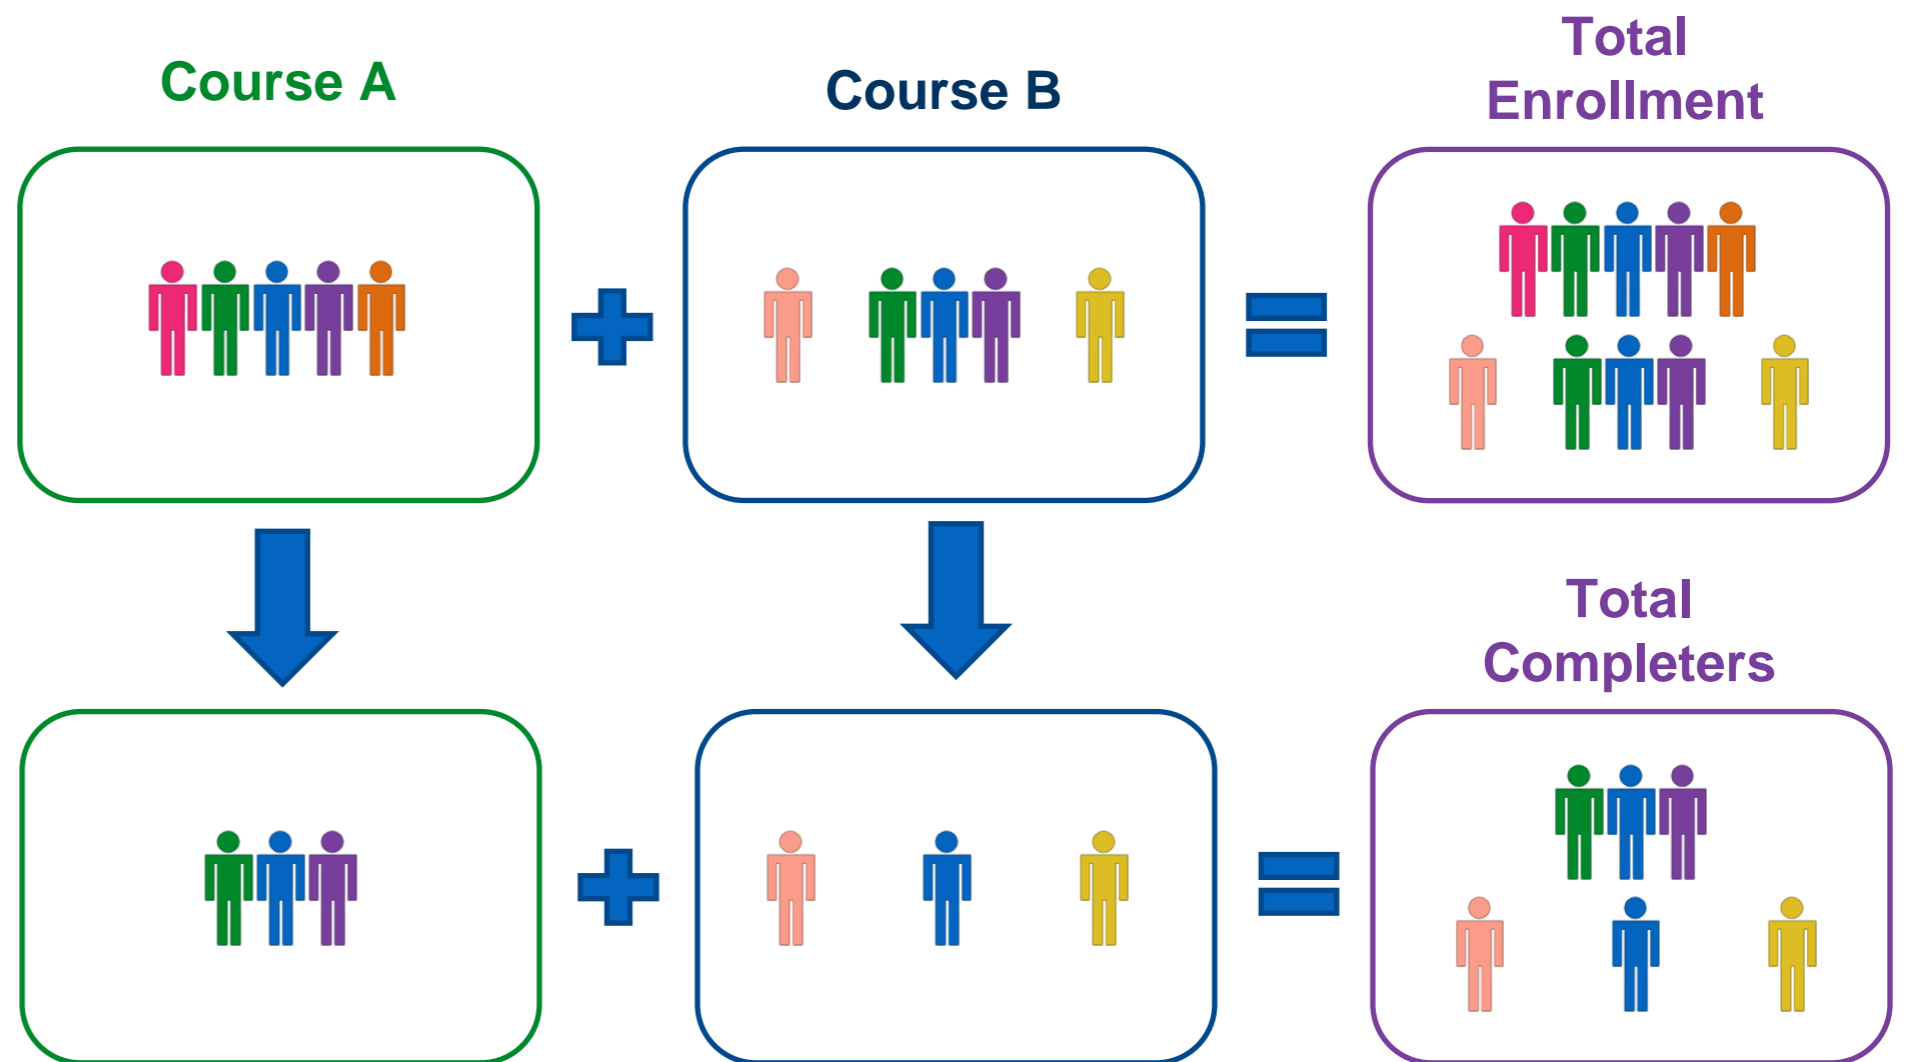 Course A
Course B
Total
Enrollment
Total
Completers